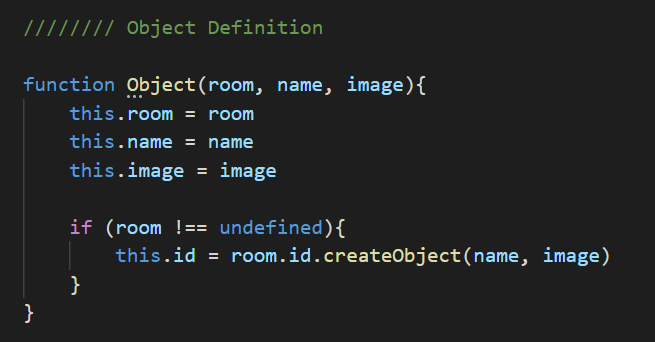 //////// Object Definition
function Object(room, name, image){
this.room = room
this.name = name
this.image = image
if (room !== undefined){
this.id = room.id.createObject(name, image)
}
}